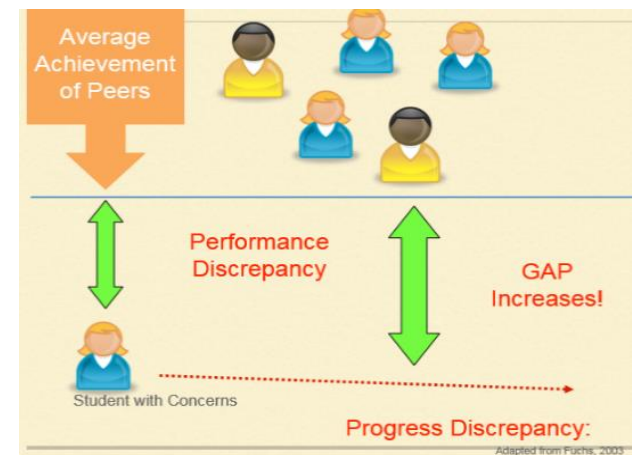 Average
Achievement
of Peers
Performance
Discrepancy
GAP
Increases!
Student with Concerns
Progress Discrepancy:
Adapted from Fuchs, 2003